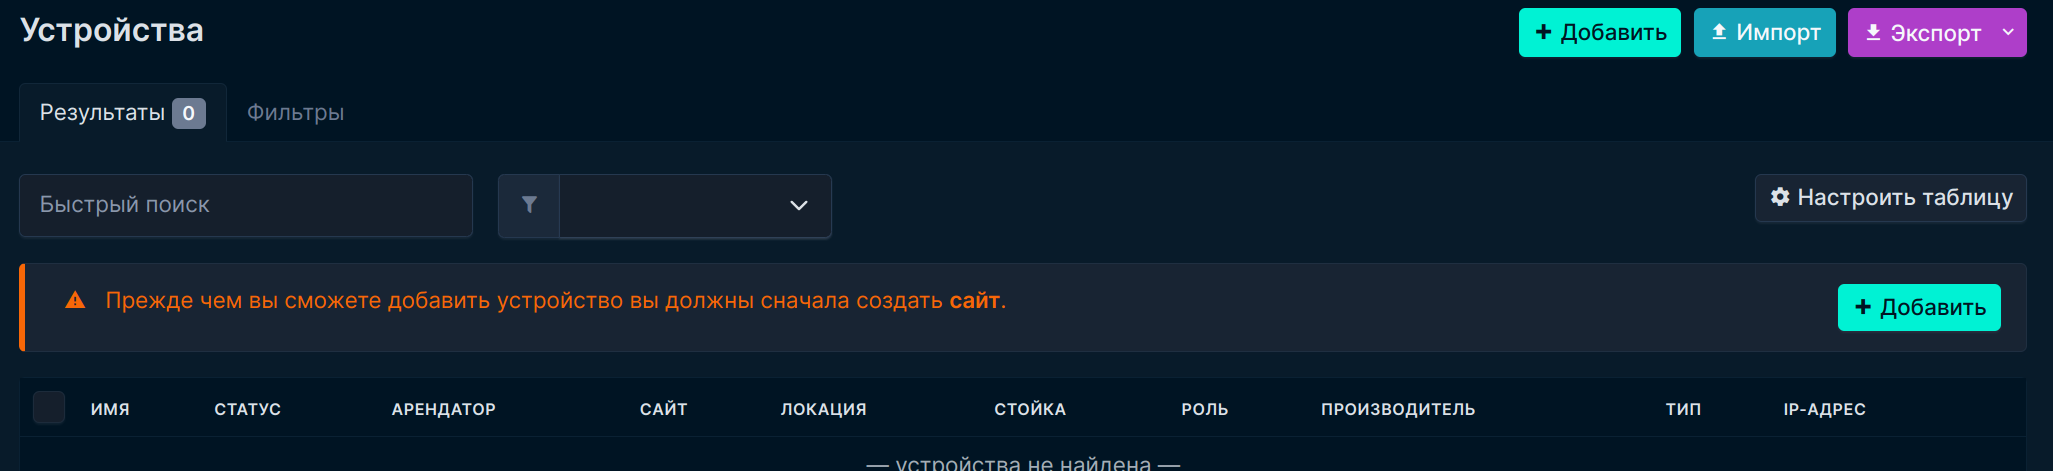 Устройства
Добавить
Импорт
Экспорт
Результаты 0
Фильтры
Быстрый поиск
Настроить таблицу
Прежде чем вы сможете добавить устройство вы должны сначала создать сайт.
Добавить
ИМЯ СТАТУС АРЕНДАТОР САЙТ ЛОКАЦИЯ СТОЙКА РОЛЬ ПРОИЗВОДИТЕЛЬ ТИП IP-АДРЕС
— устройства не найдена —